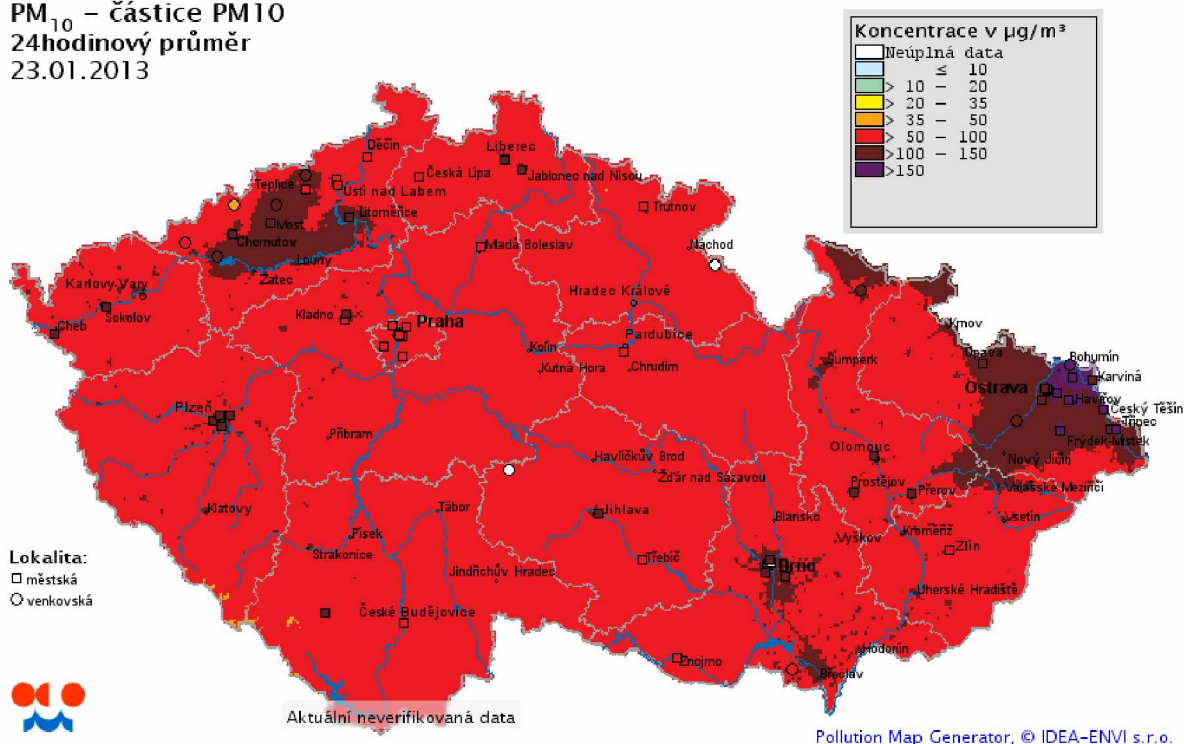 PM₁₀ – částice PM10
24hodinový průměr
23.01.2013
Koncentrace v µg/m³
Neúplná data
≤ 10
> 10 – 20
> 20 – 35
> 35 – 50
> 50 – 100
>100 – 150
>150
Děčín
Liberec
Česká Lípa
Jablonec nad Nisou
Teplice
Ústí nad Labem
Litoměřice
Trutnov
Most
Chomutov
Mladá Boleslav
Náchod
Louny
Žatec
Karlovy Vary
Hradec Králové
Sokolov
Kladno
Praha
Cheb
Krnov
Pardubice
Kolín
Opava
Bohumín
Šumperk
Kutná Hora
Chrudim
Karviná
Ostrava
Havířov
Český Těšín
Plzeň
Třinec
Příbram
Frýdek-Místek
Olomouc
Havlíčkův Brod
Nový Jičín
Žďár nad Sázavou
Prostějov
Přerov
Valašské Meziříčí
Klatovy
Tábor
Jihlava
Blansko
Vsetín
Písek
Vyškov
Kroměříž
Strakonice
Zlín
Třebíč
Brno
Jindřichův Hradec
Uherské Hradiště
České Budějovice
Hodonín
Znojmo
Břeclav
Lokalita:
městská
venkovská
Aktuální neverifikovaná data
Pollution Map Generator, © IDEA-ENVI s.r.o.